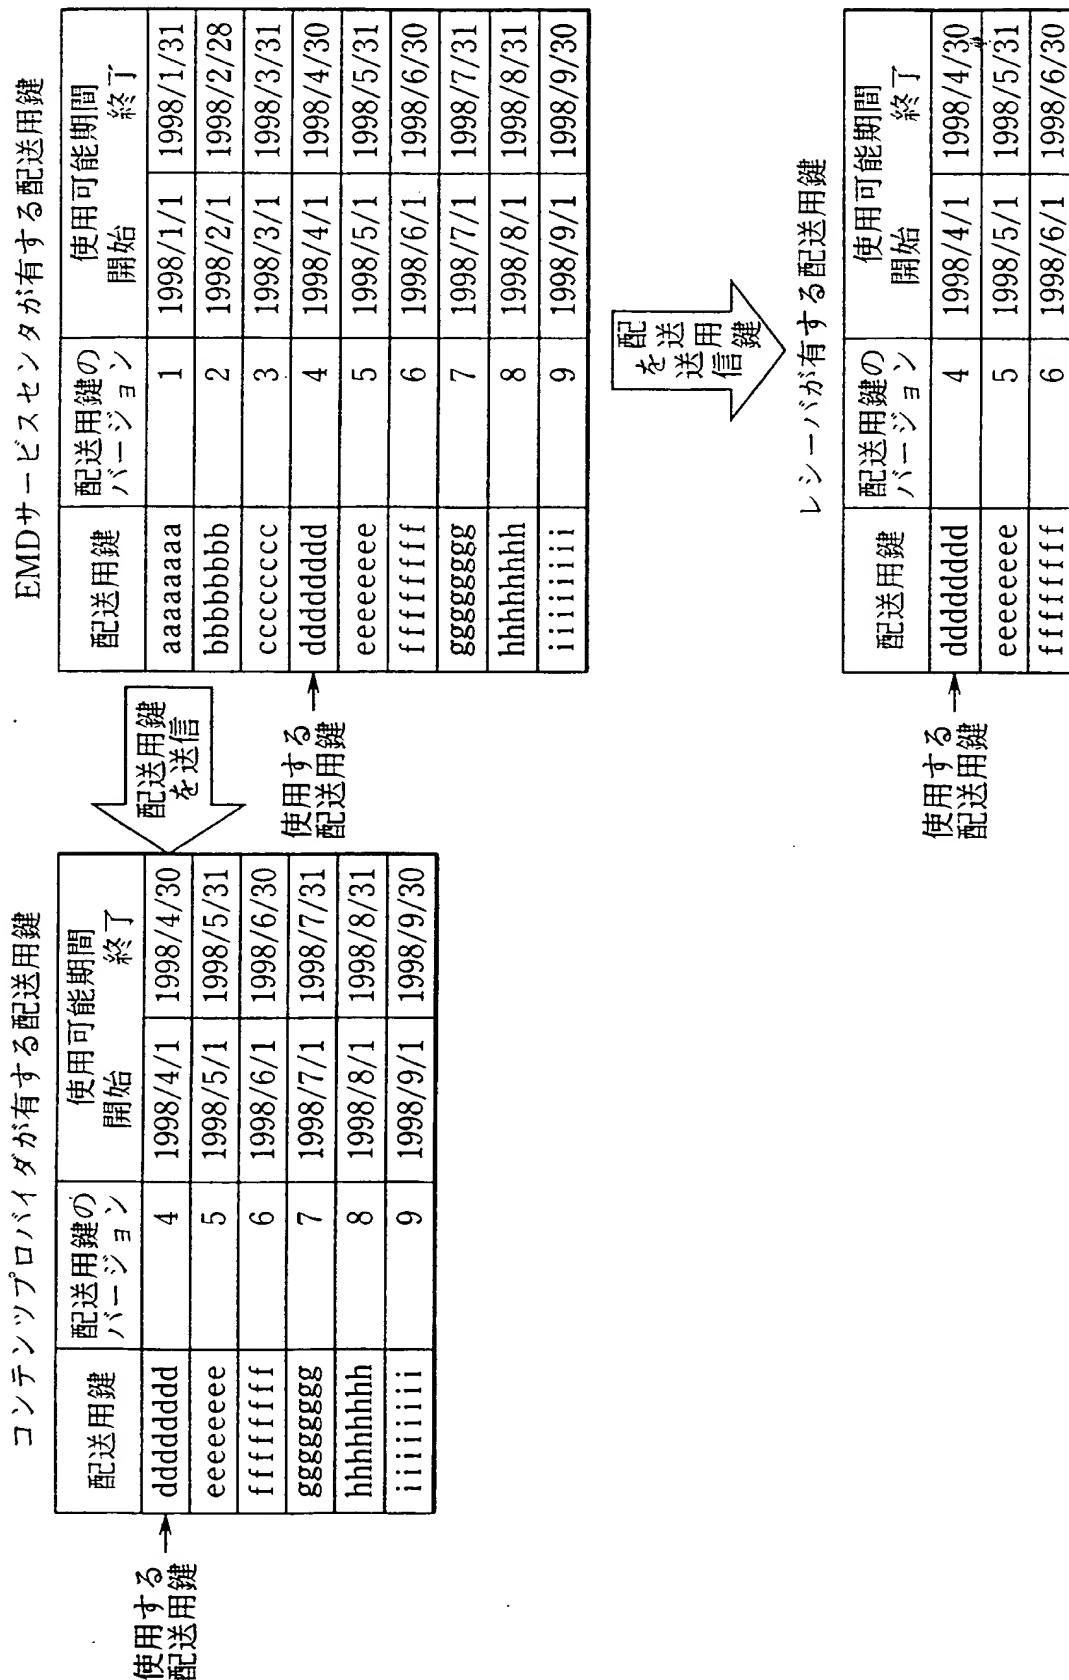 コンテンツプロバイダが有する配送用鍵
配送用鍵 配送用鍵の バージョン 使用可能期間 開始 終了
dddddddd 4 1998/4/1 1998/4/30
eeeeeeee 5 1998/5/1 1998/5/31
ffffffff 6 1998/6/1 1998/6/30
gggggggg 7 1998/7/1 1998/7/31
hhhhhhhh 8 1998/8/1 1998/8/31
iiiiiiii 9 1998/9/1 1998/9/30
使用する
配送用鍵
配送用鍵
を送信
EMDサービスセンタが有する配送用鍵
配送用鍵 配送用鍵の バージョン 使用可能期間 開始 終了
aaaaaaaa 1 1998/1/1 1998/1/31
bbbbbbbb 2 1998/2/1 1998/2/28
cccccccc 3 1998/3/1 1998/3/31
dddddddd 4 1998/4/1 1998/4/30
eeeeeeee 5 1998/5/1 1998/5/31
ffffffff 6 1998/6/1 1998/6/30
gggggggg 7 1998/7/1 1998/7/31
hhhhhhhh 8 1998/8/1 1998/8/31
iiiiiiii 9 1998/9/1 1998/9/30
使用する
配送用鍵
配送用鍵
を送信
レシーバが有する配送用鍵
配送用鍵 配送用鍵の バージョン 使用可能期間 開始 終了
dddddddd 4 1998/4/1 1998/4/30
eeeeeeee 5 1998/5/1 1998/5/31
ffffffff 6 1998/6/1 1998/6/30
使用する
配送用鍵